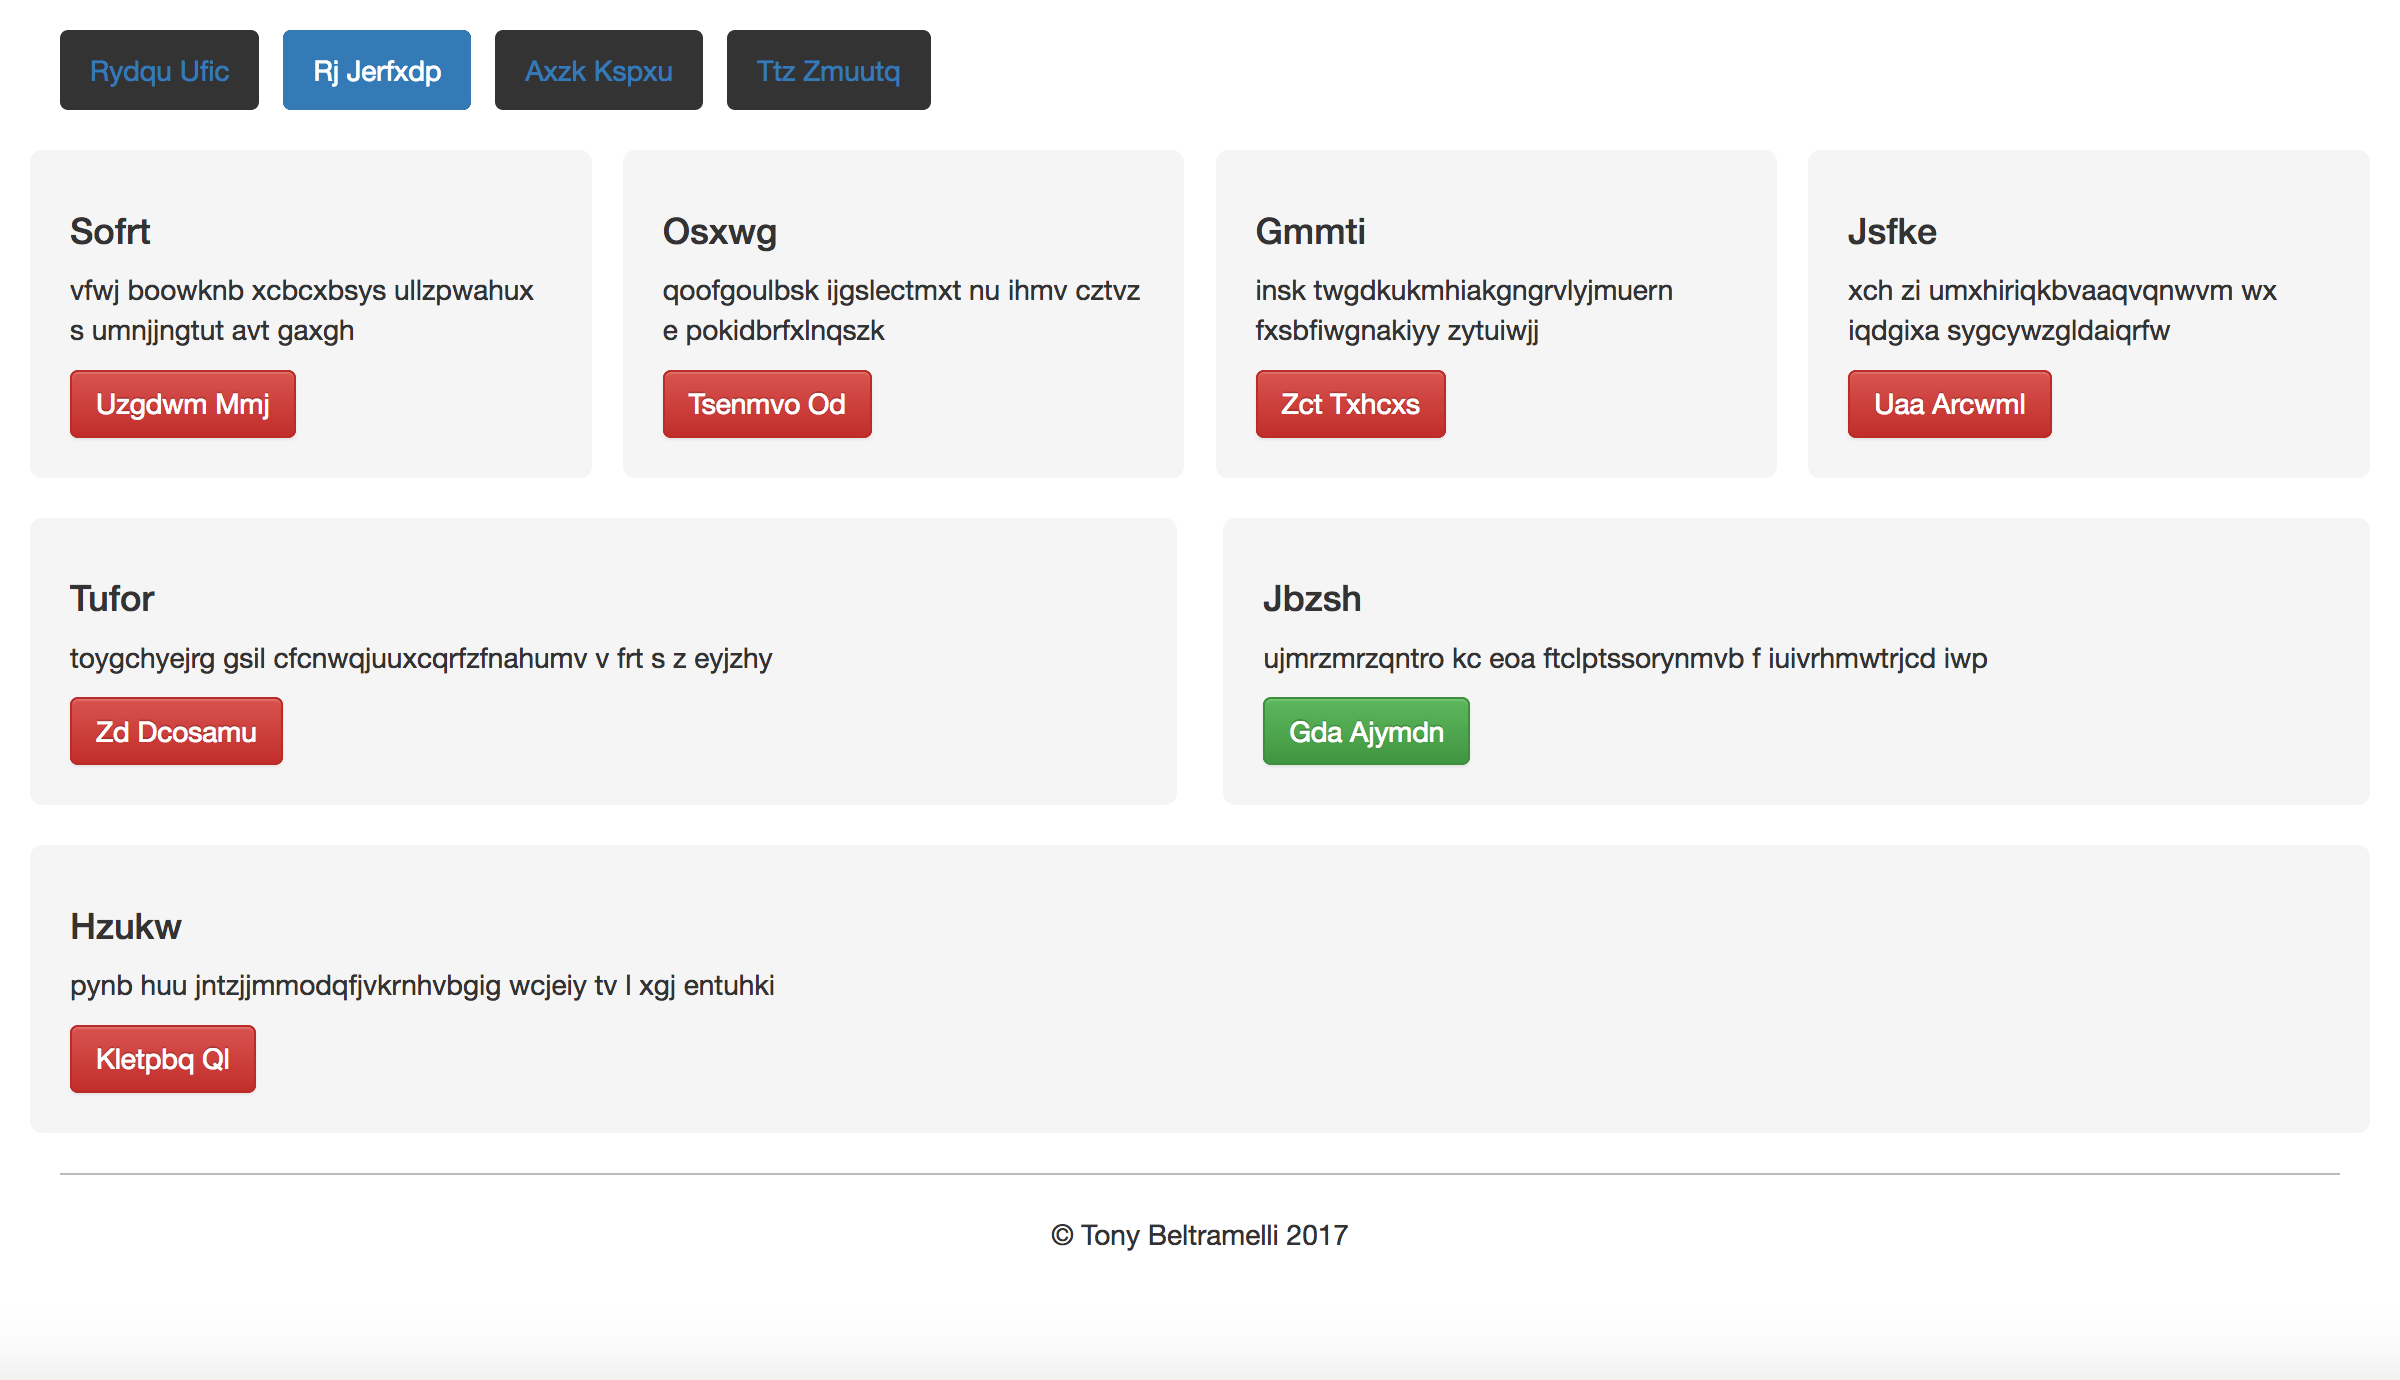 Rydqu Ufic
Rj Jerfxdp
Axzk Kspxu
Ttz Zmuutq
Sofrt
vfwj boowknb xcbcxbsys ullzpwahux
s umnjjngtut avt gaxgh
Uzgdwm Mmj
Osxwg
qoofgoulbsk ijgslectmxt nu ihmv cztvz
e pokidbrfxlnqszk
Tsenmvo Od
Gmmti
insk twgdkukmhiakgngrvlyjmuern
fxsbfiwgnakiyy zytuiwjj
Zct Txhcxs
Jsfke
xch zi umxhiriqkbvaaqvqnwvm wx
iqdgixa sygcywzgldaiqrfw
Uaa Arcwml
Tufor
toygchyejrg gsil cfcnwqjuuxcqrfzfnahumv v frt s z eyjzhy
Zd Dcosamu
Jbzsh
ujmrzmrzqntro kc eoa ftclptssorynmvb f iuivrhmwtrjcd iwp
Gda Ajymdn
Hzukw
pynb huu jntzjjmmodqfjvkrnhvbgig wcjeiy tv l xgj entuhki
Kletpbq Ql
© Tony Beltramelli 2017